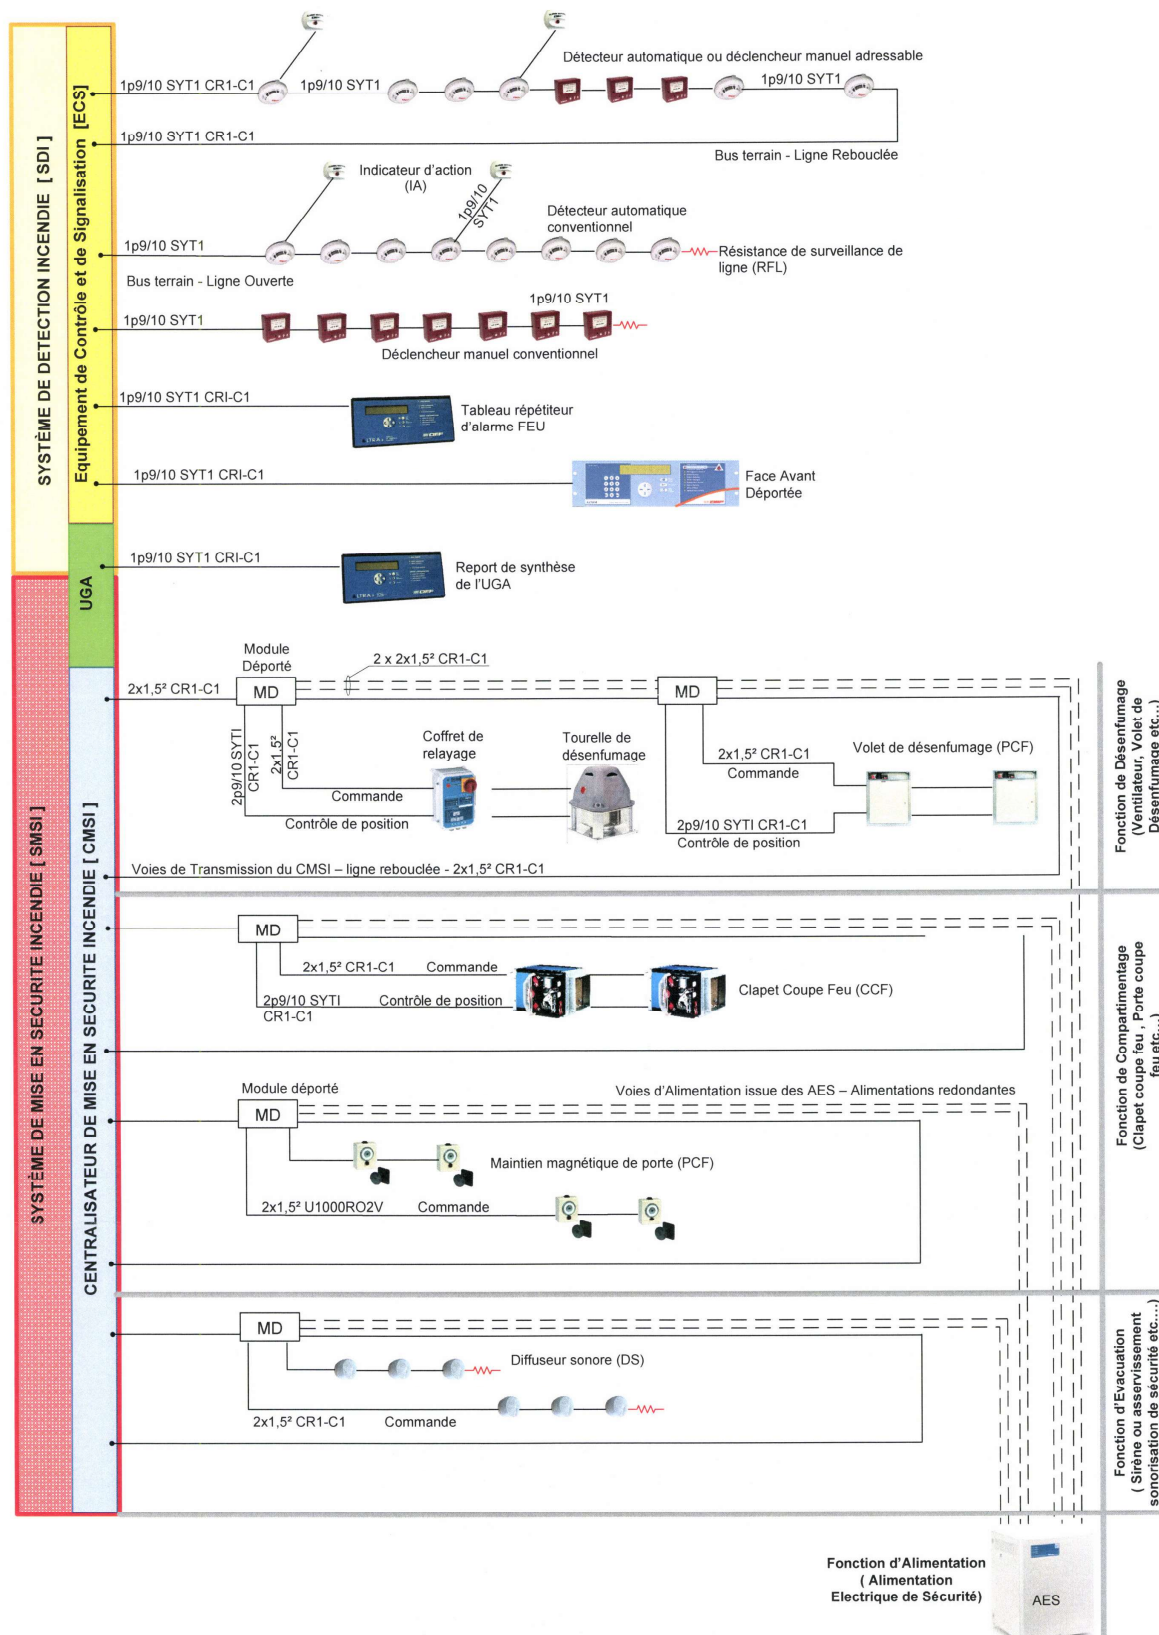 SYSTÈME DE DETECTION INCENDIE [ SDI ]
Equipement de Contrôle et de Signalisation [ECS]
Détecteur automatique ou déclencheur manuel adressable
1p9/10 SYT1 CR1-C1
1p9/10 SYT1
1p9/10 SYT1
1p9/10 SYT1 CR1-C1
Bus terrain - Ligne Rebouclée
Indicateur d'action
(IA)
1p9/10
SYT1
Détecteur automatique
conventionnel
1p9/10 SYT1
Résistance de surveillance de
ligne (RFL)
Bus terrain - Ligne Ouverte
1p9/10 SYT1
1p9/10 SYT1
Déclencheur manuel conventionnel
1p9/10 SYT1 CRI-C1
Tableau répétiteur
d'alarme FEU
1p9/10 SYT1 CRI-C1
Face Avant
Déportée
UGA
1p9/10 SYT1 CRI-C1
Report de synthèse
de l'UGA
SYSTÈME DE MISE EN SECURITE INCENDIE [ SMSI ]
CENTRALISATEUR DE MISE EN SECURITE INCENDIE [ CMSI ]
Module
Déporté
2 x 2x1,5² CR1-C1
2x1,5² CR1-C1
MD
MD
2p9/10 SYTI
CR1-C1
2x1,5²
CR1-C1
Coffret de
relayage
Tourelle de
désenfumage
2x1,5² CR1-C1
Commande
Volet de désenfumage (PCF)
Commande
Contrôle de position
2p9/10 SYTI CR1-C1
Contrôle de position
Voies de Transmission du CMSI – ligne rebouclée - 2x1,5² CR1-C1
Fonction de Désenfumage
(Ventilateur, Volet de
Désenfumage etc...)
MD
2x1,5² CR1-C1
Commande
2p9/10 SYTI
CR1-C1
Contrôle de position
Clapet Coupe Feu (CCF)
Fonction de Compartimentage
(Clapet coupe feu , Porte coupe
feu etc...)
Module déporté
Voies d'Alimentation issue des AES – Alimentations redondantes
MD
Maintien magnétique de porte (PCF)
2x1,5² U1000RO2V
Commande
MD
Diffuseur sonore (DS)
2x1,5² CR1-C1
Commande
Fonction d'Evacuation
( Sirène ou asservissement
sonorisation de sécurité etc....)
Fonction d'Alimentation
( Alimentation
Electrique de Sécurité)
AES